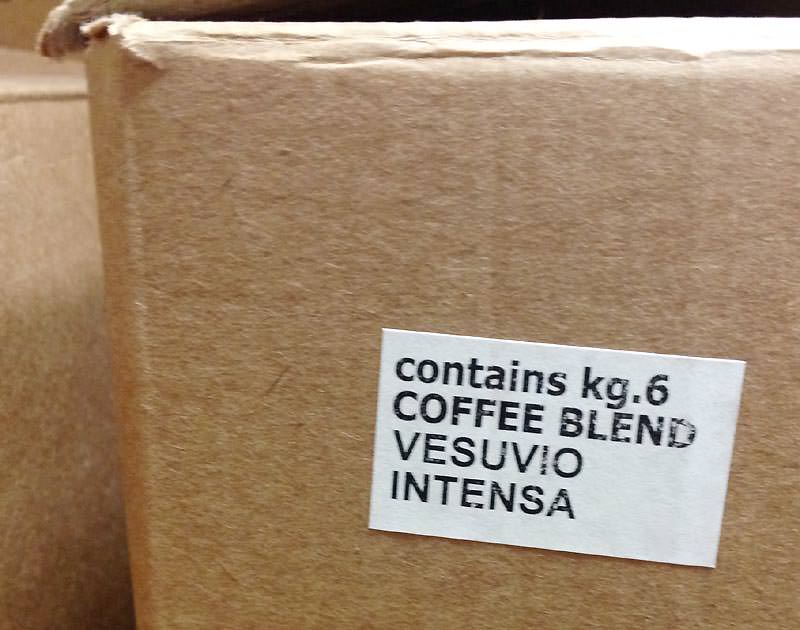 contains kg.6
COFFEE BLEND
VESUVIO
INTENSA